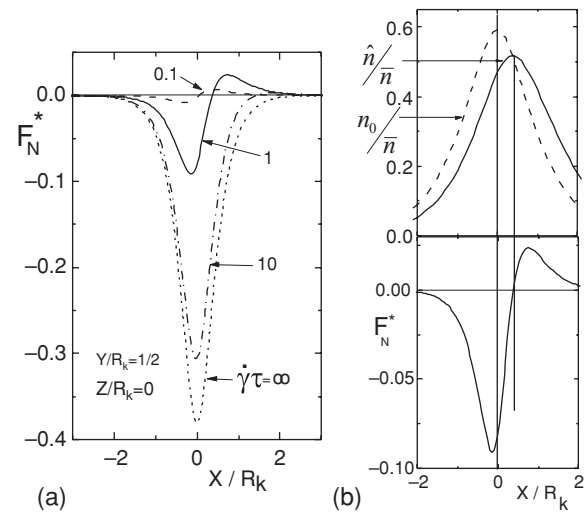 0.1
0.0
F_N^*
1
−0.1
−0.2
10
−0.3
Y/R_k=1/2
γ̇τ=∞
Z/R_k=0
−0.4
−2
0
2
X / R_k
(a)
(b)
0.6
n̂/n̄
n_0/n̄
0.4
0.2
0.0
0.00
F_N^*
−0.05
−0.10
−2
0
2
X / R_k